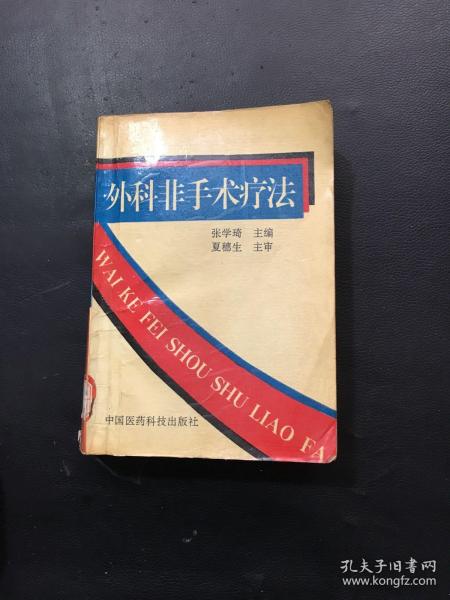 外科非手术疗法
张学琦 主编
夏穗生 主审
WAI KE FEI SHOU SHU LIAO FA
中国医药科技出版社
孔夫子旧书网
www.kongfz.com